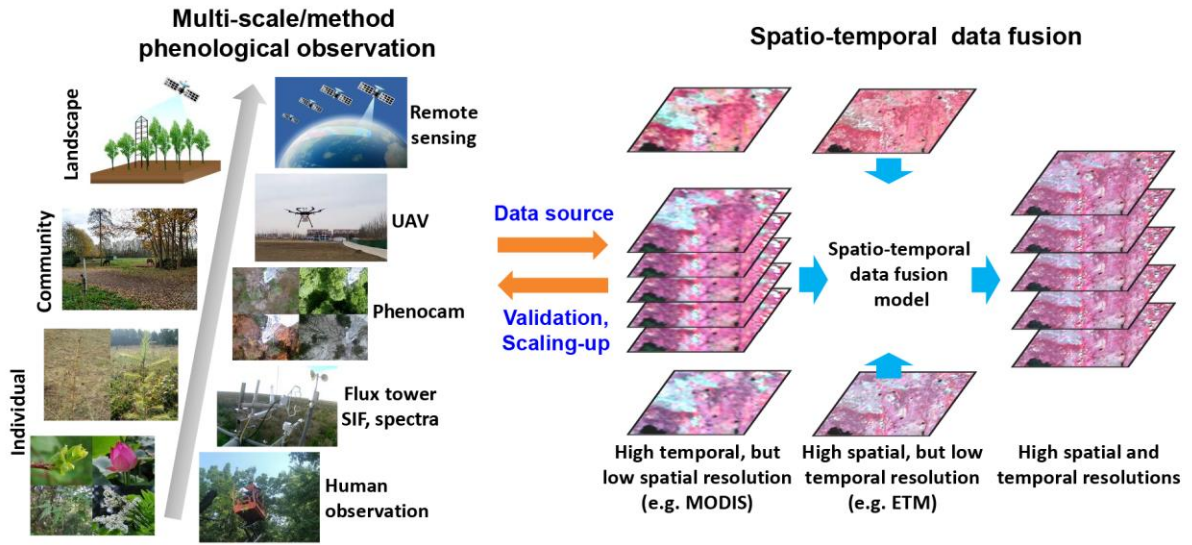 Multi-scale/method
phenological observation
Landscape
Community
Individual
Remote
sensing
UAV
Phenocam
Flux tower
SIF, spectra
Human
observation
Data source
Validation,
Scaling-up
Spatio-temporal data fusion
Spatio-temporal
data fusion
model
High temporal, but
low spatial resolution
(e.g. MODIS)
High spatial, but low
temporal resolution
(e.g. ETM)
High spatial and
temporal resolutions